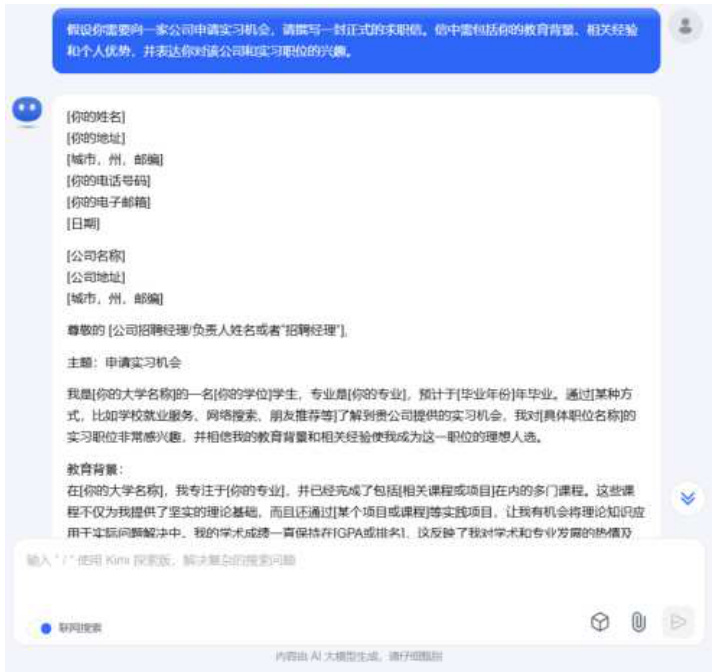 假设你需要向一家公司申请实习机会，请撰写一封正式的求职信。信中需包括你的教育背景、相关经验
和个人优势，并表达你对该公司和实习职位的兴趣。
[你的姓名]
[你的地址]
[城市，州，邮编]
[你的电话号码]
[你的电子邮箱]
[日期]
[公司名称]
[公司地址]
[城市，州，邮编]
尊敬的 [公司招聘经理/负责人姓名或者"招聘经理"],
主题：申请实习机会
我是[你的大学名称]的一名[你的学位]学生，专业是[你的专业]，预计于[毕业年份]年毕业。通过[某种方
式，比如学校就业服务、网络搜索、朋友推荐等]了解到贵公司提供的实习机会，我对[具体职位名称]的
实习职位非常感兴趣，并相信我的教育背景和相关经验使我成为这一职位的理想人选。
教育背景：
在[你的大学名称]，我专注于[你的专业]，并已经完成了包括[相关课程或项目]在内的多门课程。这些课
程不仅为我提供了坚实的理论基础，而且还通过[某个项目或课程]等实践项目，让我有机会将理论知识应
用于实际问题解决中。我的学术成绩一直保持在[GPA或排名]，这反映了我对学术和专业发展的热情及
输入 "/" 使用 Kimi 探索版，解决复杂的搜索问题
联网搜索
内容由 AI 大模型生成，请仔细甄别